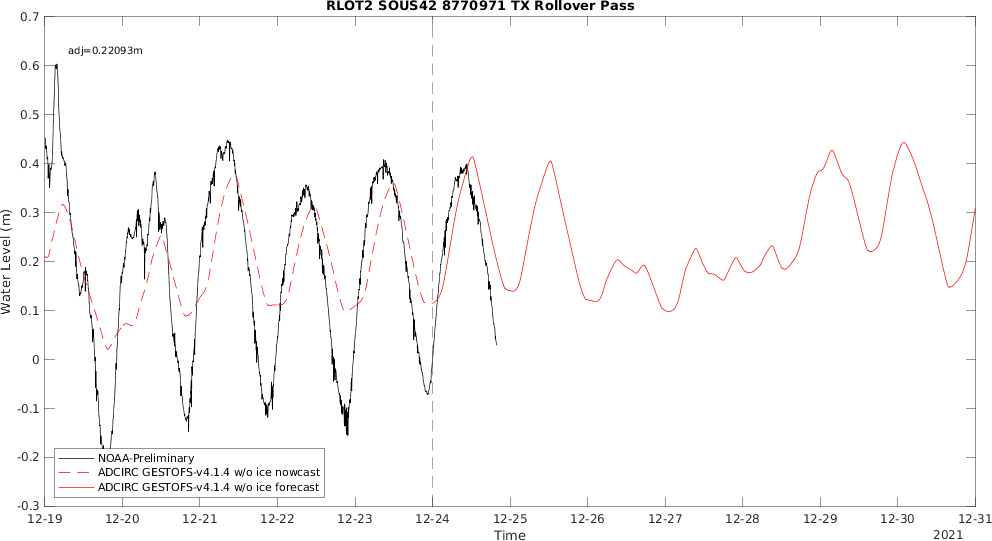 RLOT2 SOUS42 8770971 TX Rollover Pass
0.7
adj=0.22093m
0.6
0.5
0.4
0.3
0.2
0.1
0
-0.1
-0.2
-0.3
Water Level (m)
NOAA-Preliminary
ADCIRC GESTOFS-v4.1.4 w/o ice nowcast
ADCIRC GESTOFS-v4.1.4 w/o ice forecast
12-19 12-20 12-21 12-22 12-23 12-24 12-25 12-26 12-27 12-28 12-29 12-30 12-31
Time
2021